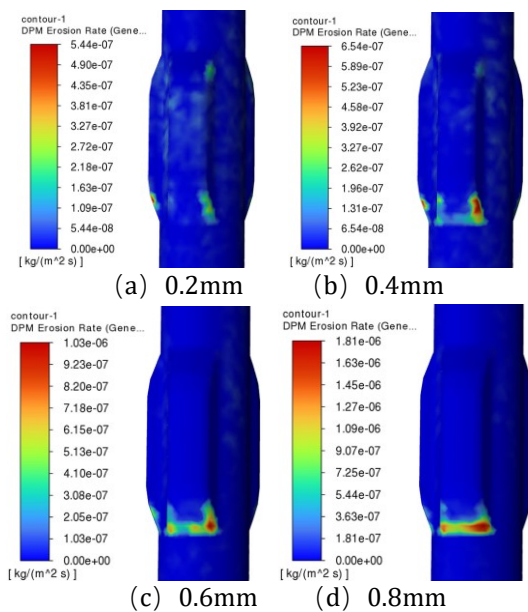 contour-1
DPM Erosion Rate (Gene...
5.44e-07
4.90e-07
4.35e-07
3.81e-07
3.27e-07
2.72e-07
2.18e-07
1.63e-07
1.09e-07
5.44e-08
0.00e+00
[ kg/(m^2 s) ]
(a) 0.2mm
contour-1
DPM Erosion Rate (Gene...
6.54e-07
5.89e-07
5.23e-07
4.58e-07
3.92e-07
3.27e-07
2.62e-07
1.96e-07
1.31e-07
6.54e-08
0.00e+00
[ kg/(m^2 s) ]
(b) 0.4mm
contour-1
DPM Erosion Rate (Gene...
1.03e-06
9.23e-07
8.20e-07
7.18e-07
6.15e-07
5.13e-07
4.10e-07
3.08e-07
2.05e-07
1.03e-07
0.00e+00
[ kg/(m^2 s) ]
(c) 0.6mm
contour-1
DPM Erosion Rate (Gene...
1.81e-06
1.63e-06
1.45e-06
1.27e-06
1.09e-06
9.07e-07
7.25e-07
5.44e-07
3.63e-07
1.81e-07
0.00e+00
[ kg/(m^2 s) ]
(d) 0.8mm